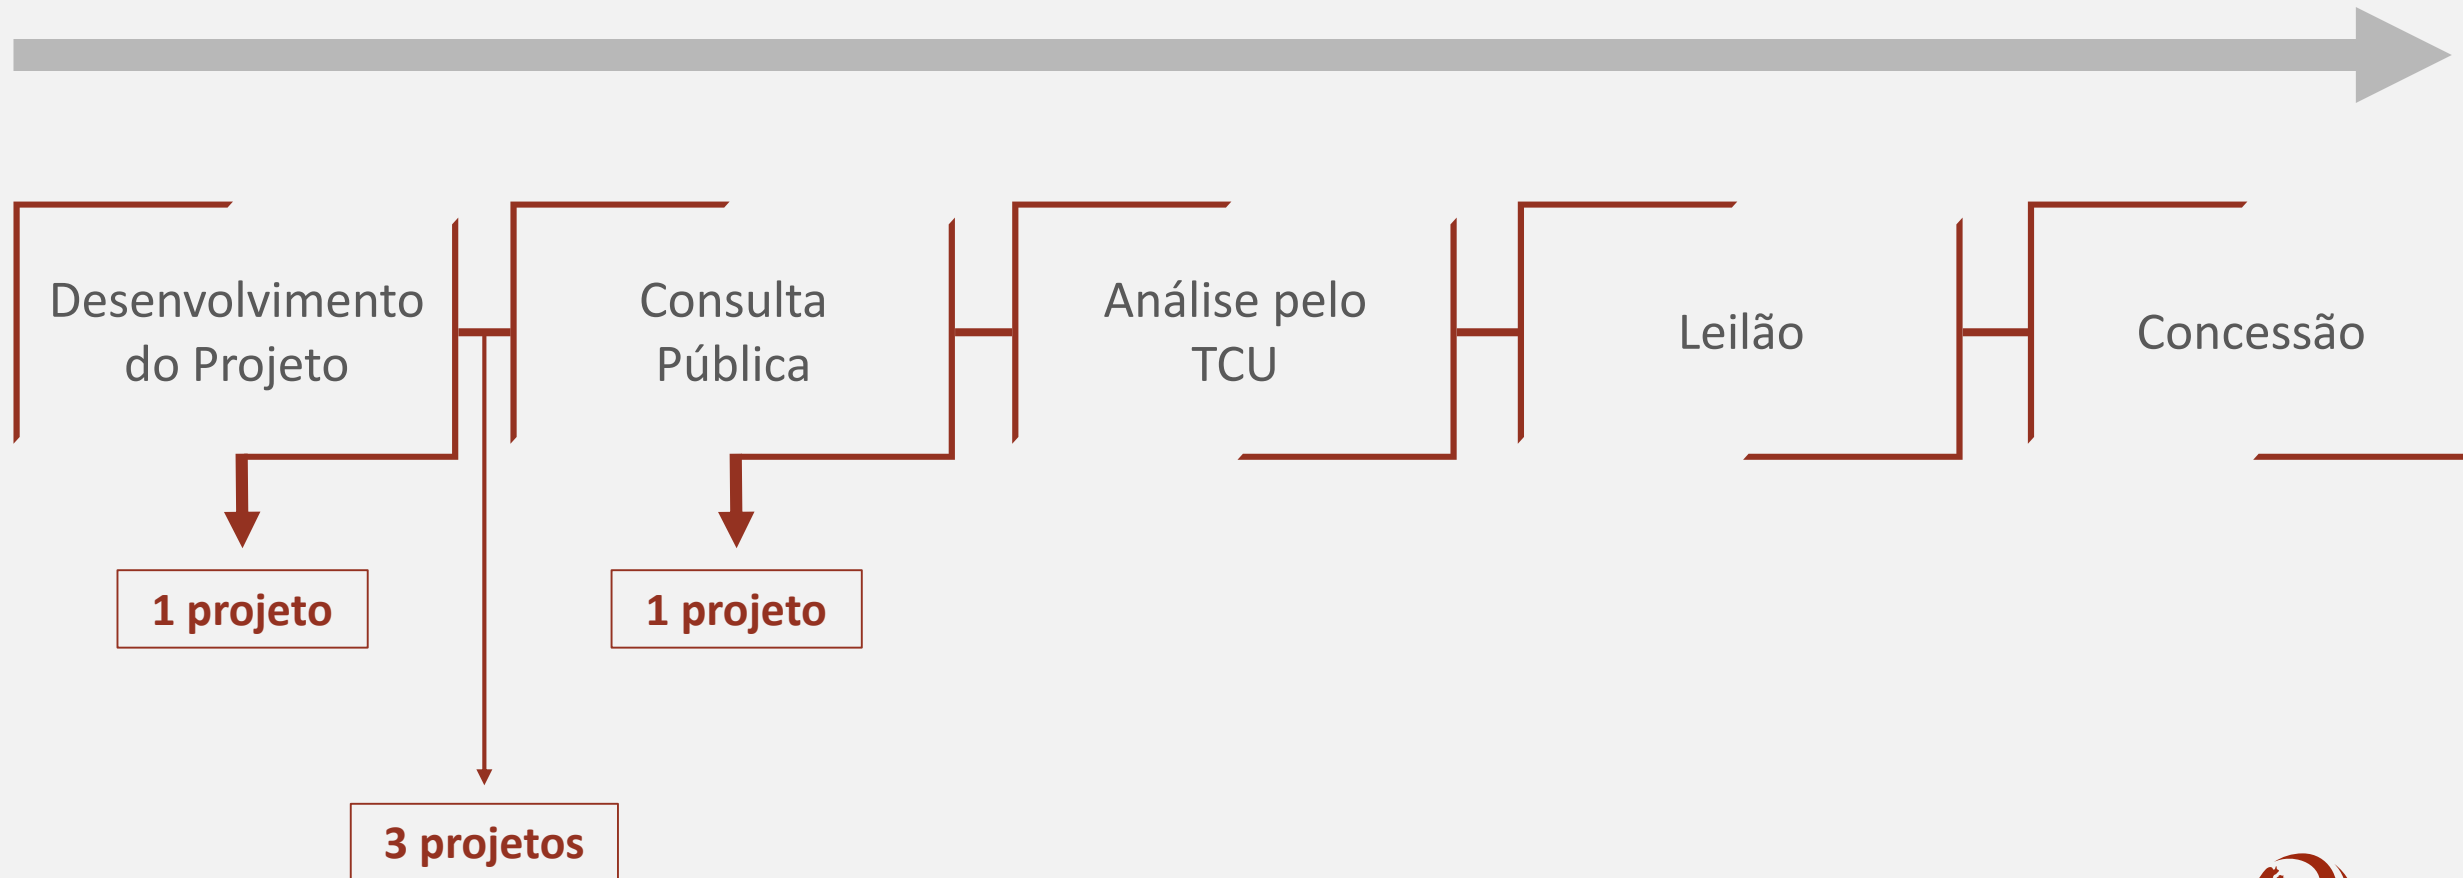 Desenvolvimento
do Projeto
Consulta
Pública
Análise pelo
TCU
Leilão
Concessão
1 projeto
1 projeto
3 projetos